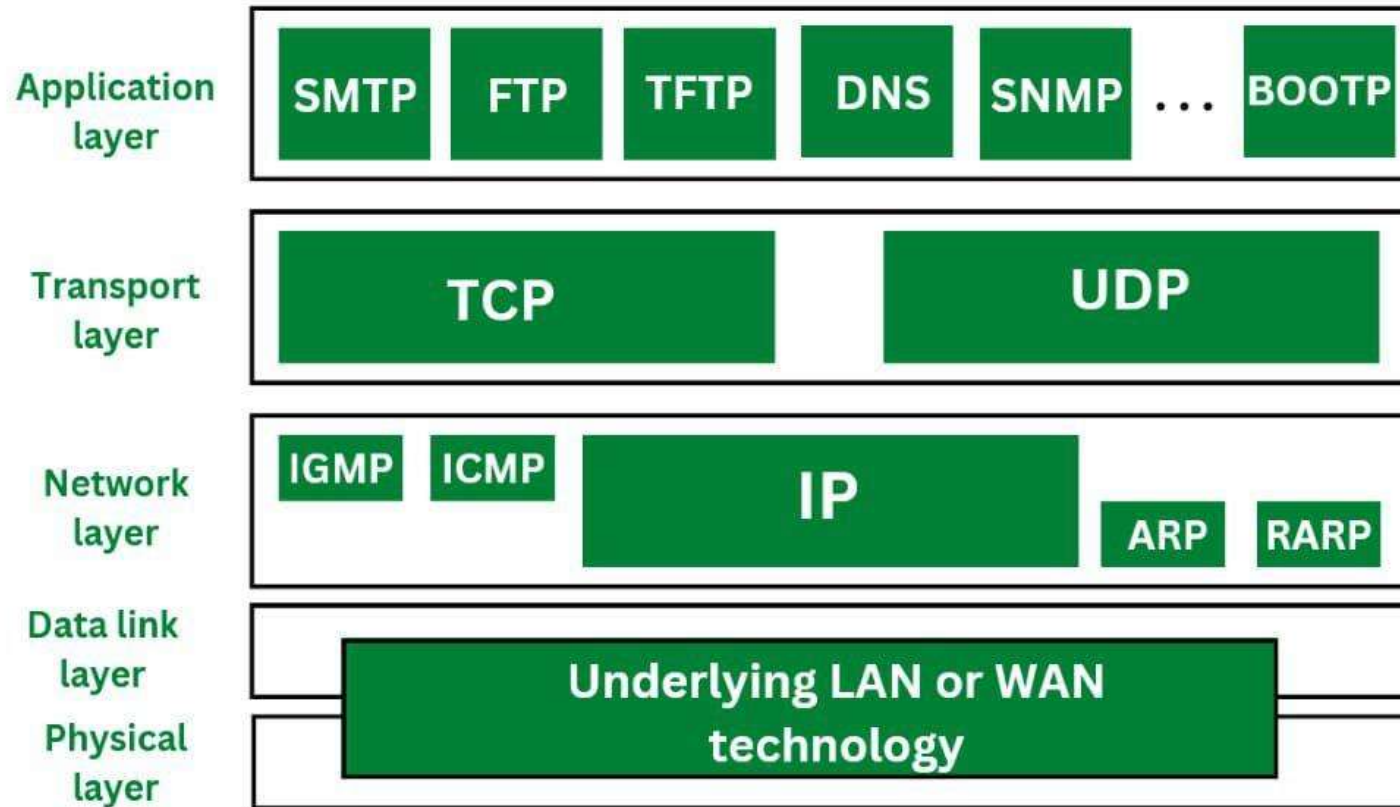 Application
layer
SMTP FTP TFTP DNS SNMP ... BOOTP
Transport
layer
TCP UDP
Network
layer
IGMP ICMP IP ARP RARP
Data link
layer
Underlying LAN or WAN
technology
Physical
layer